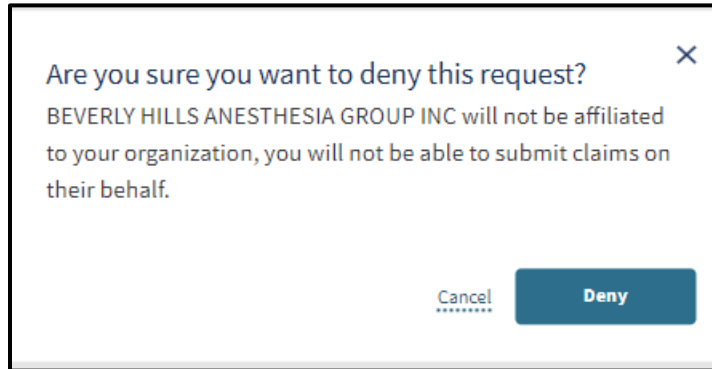 Are you sure you want to deny this request?
BEVERLY HILLS ANESTHESIA GROUP INC will not be affiliated
to your organization, you will not be able to submit claims on
their behalf.
Cancel
Deny